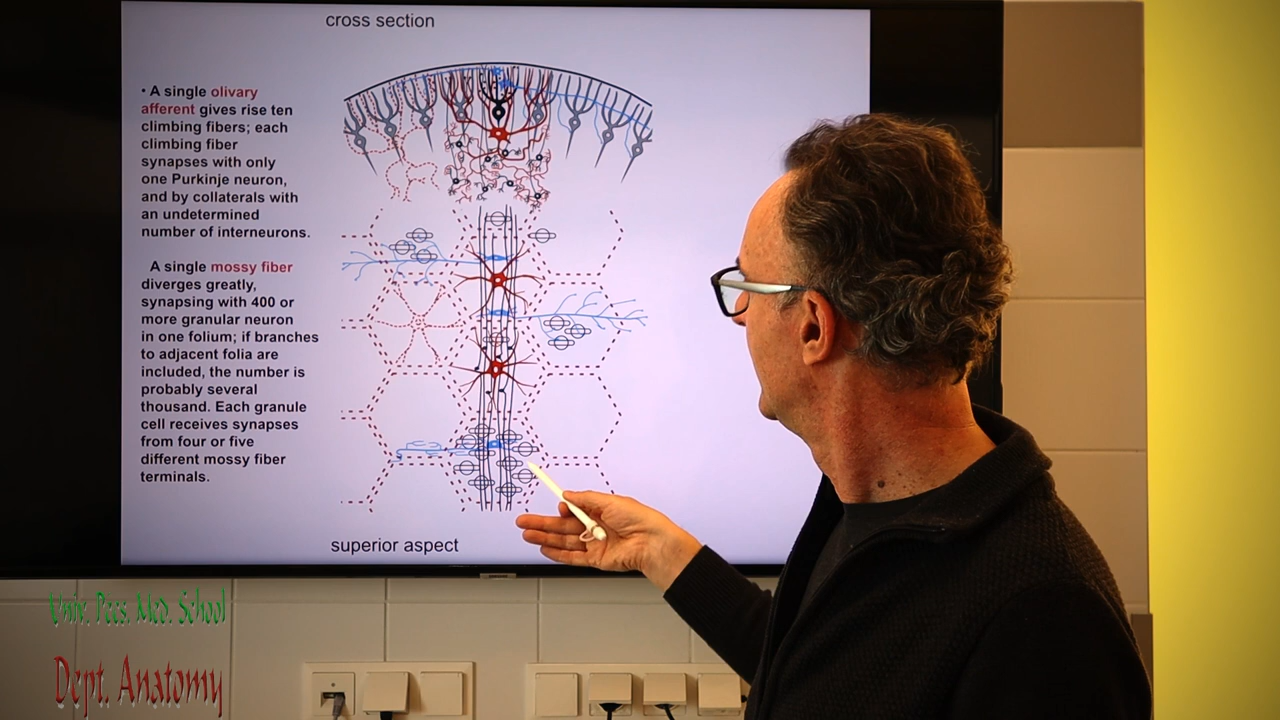 cross section
• A single olivary
afferent gives rise ten
climbing fibers; each
climbing fiber
synapses with only
one Purkinje neuron,
and by collaterals with
an undetermined
number of interneurons.
A single mossy fiber
diverges greatly,
synapsing with 400 or
more granular neuron
in one folium; if branches
to adjacent folia are
included, the number is
probably several
thousand. Each granule
cell receives synapses
from four or five
different mossy fiber
terminals.
superior aspect
Univ. Pecs. Med. School
Dept. Anatomy